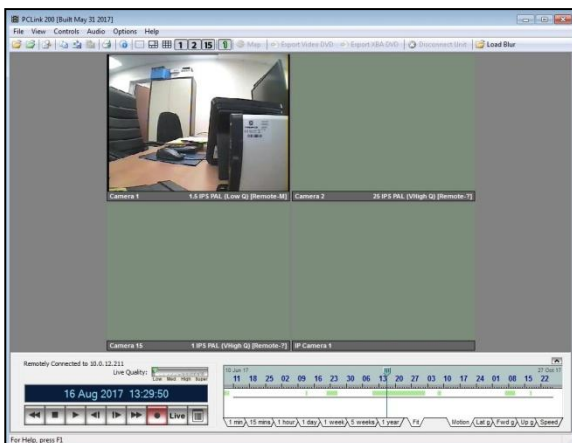 PCLink 200 [Built May 31 2017]
File View Controls Audio Options Help
1 2 15 Map Export Video DVD Export XBA DVD Disconnect Unit Load Blur
Camera 1 1.5 IPS PAL (Low Q) [Remote-M]
Camera 2 25 IPS PAL (VHigh Q) [Remote-?]
Camera 15 1 IPS PAL (VHigh Q) [Remote-?]
IP Camera 1
Remotely Connected to 10.0.12.211
Live Quality:
Low Med High Super
16 Aug 2017 13:29:50
Live
10 Jun 17 27 Oct 17
11 18 25 02 09 16 23 30 06 13 20 27 03 10 17 24 01 08 15 22
1 min 15 mins 1 hour 1 day 1 week 5 weeks 1 year Fit Motion Lat g Fwd g Up g Speed
For Help, press F1